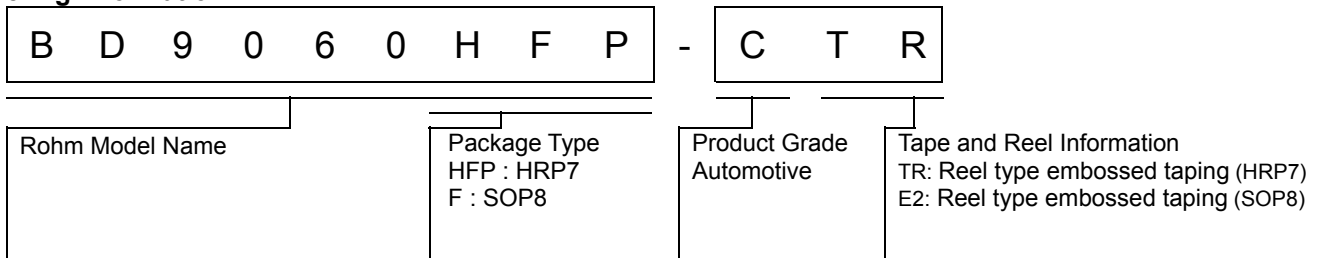 B D 9 0 6 0 H F P - C T R
Rohm Model Name
Package Type
HFP : HRP7
F : SOP8
Product Grade
Automotive
Tape and Reel Information
TR: Reel type embossed taping (HRP7)
E2: Reel type embossed taping (SOP8)